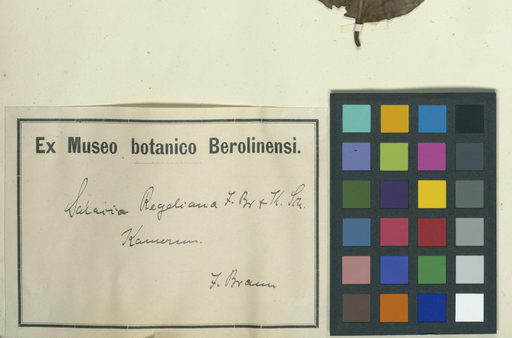 Ex Museo botanico Berolinensi.
Salacia Regeliana J. Br & K. Sch.
Kamerun.
J. Braun